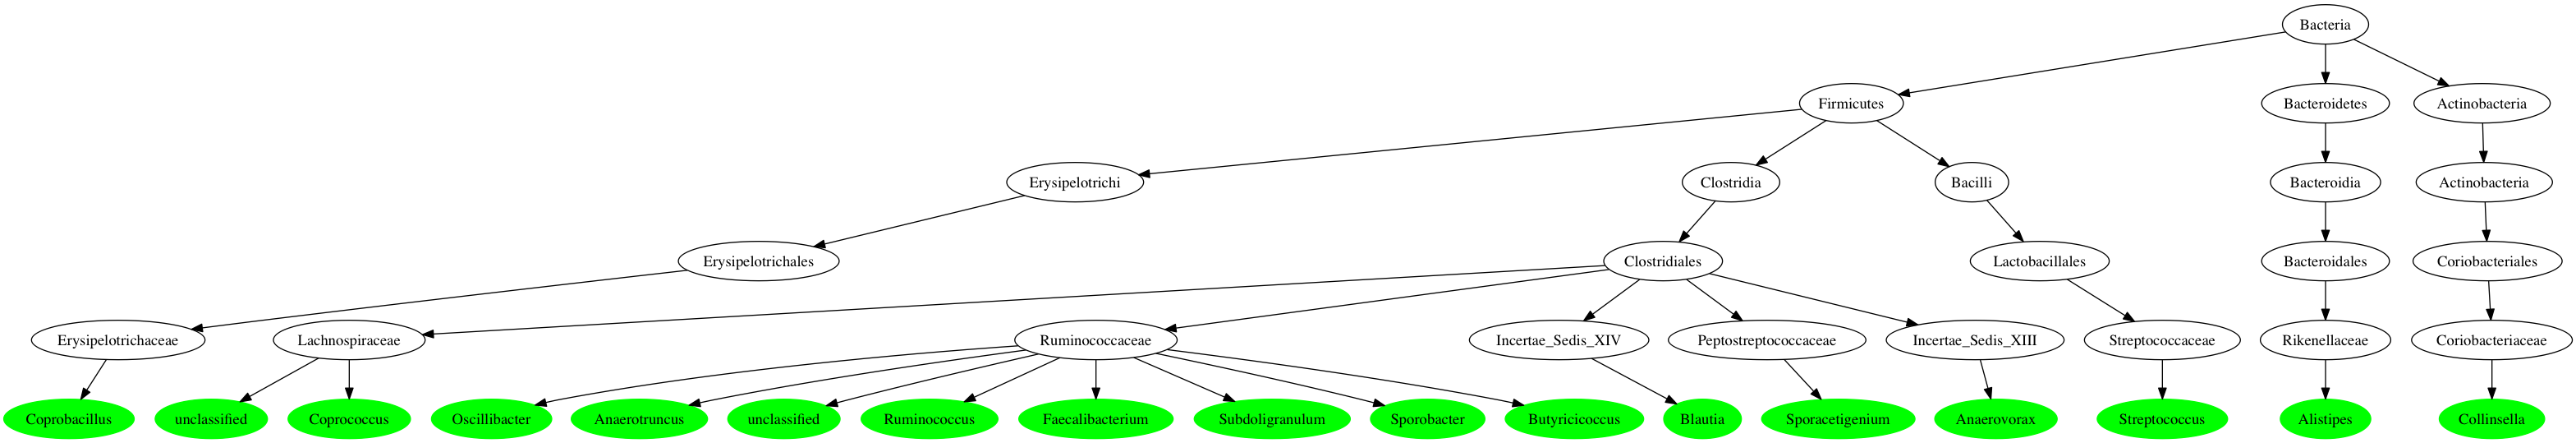 Bacteria
Firmicutes
Bacteroidetes
Actinobacteria
Erysipelotrichi
Clostridia
Bacilli
Bacteroidia
Actinobacteria
Erysipelotrichales
Clostridiales
Lactobacillales
Bacteroidales
Coriobacteriales
Erysipelotrichaceae
Lachnospiraceae
Ruminococcaceae
Incertae_Sedis_XIV
Peptostreptococcaceae
Incertae_Sedis_XIII
Streptococcaceae
Rikenellaceae
Coriobacteriaceae
Coprobacillus
unclassified
Coprococcus
Oscillibacter
Anaerotruncus
unclassified
Ruminococcus
Faecalibacterium
Subdoligranulum
Sporobacter
Butyricicoccus
Blautia
Sporacetigenium
Anaerovorax
Streptococcus
Alistipes
Collinsella